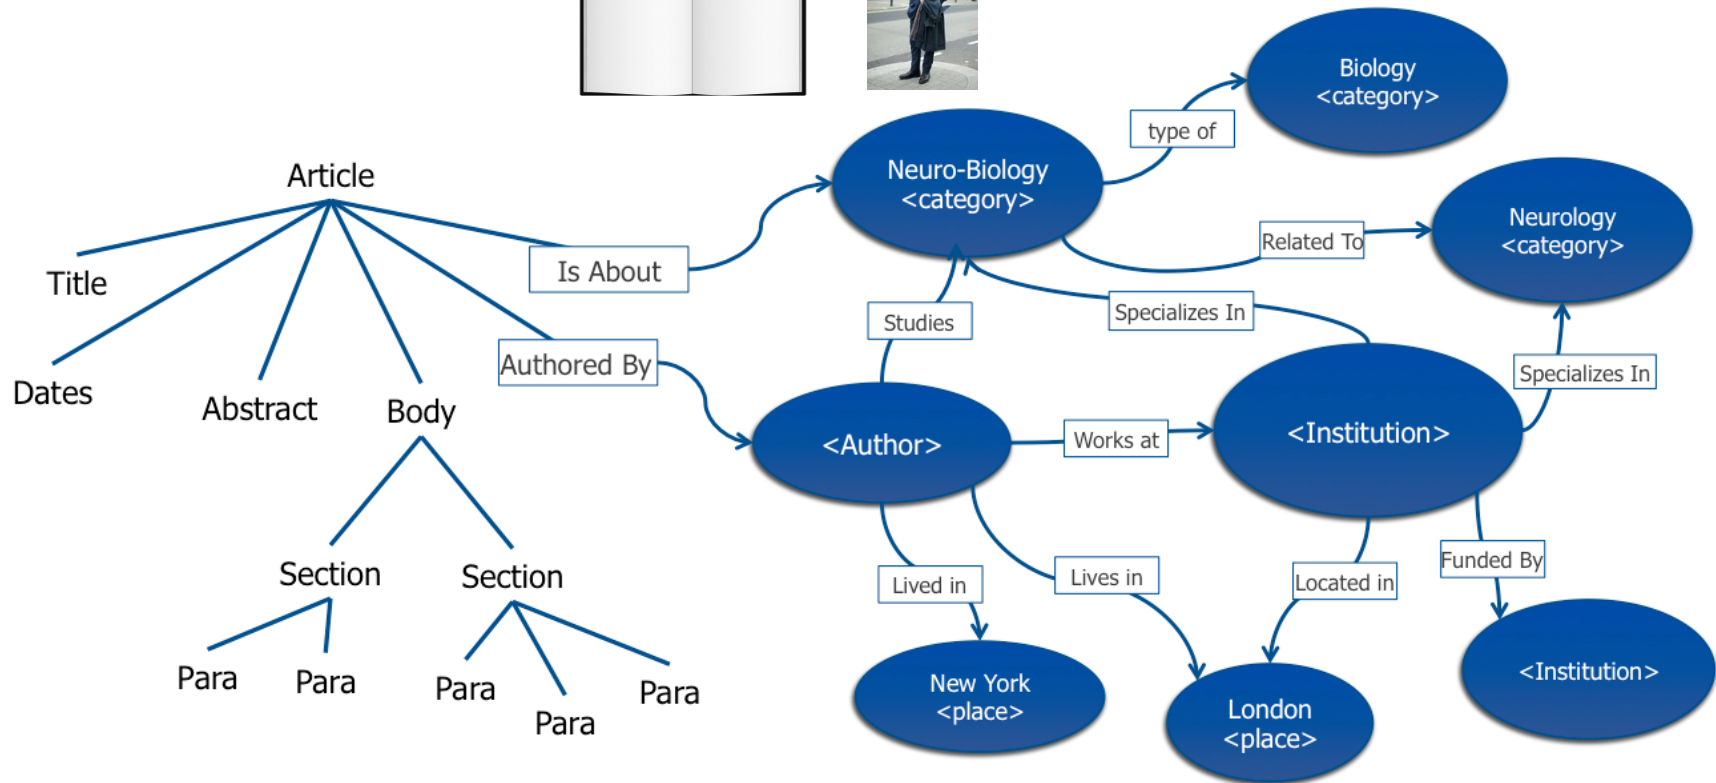 Article
Title
Dates
Abstract
Body
Section
Section
Para
Para
Para
Para
Para
Is About
Authored By
Neuro-Biology
<category>
type of
Biology
<category>
Related To
Neurology
<category>
Studies
Specializes In
Specializes In
<Author>
Works at
<Institution>
Lived in
Lives in
Located in
Funded By
New York
<place>
London
<place>
<Institution>